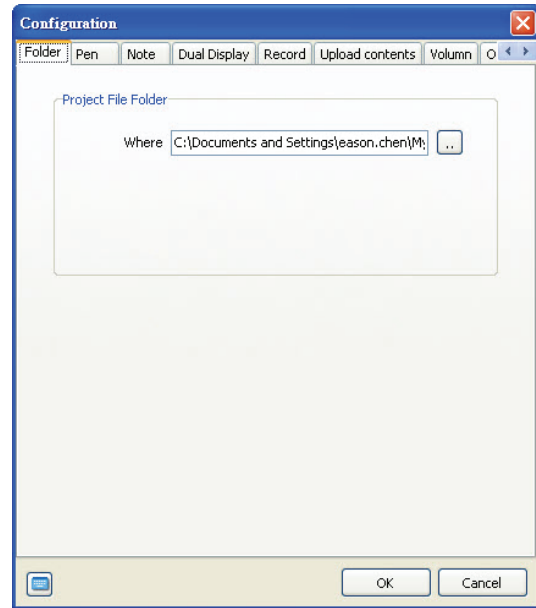 Configuration
Folder Pen Note Dual Display Record Upload contents Volumn O
Project File Folder
Where C:\Documents and Settings\eason.chen\My ..
OK Cancel